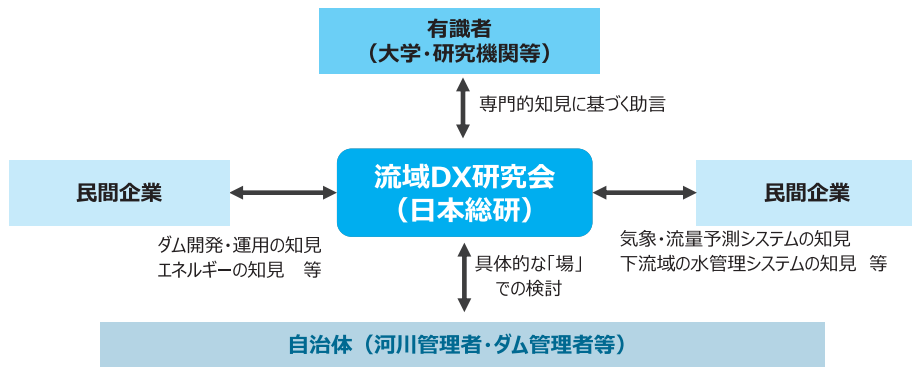 有識者
（大学・研究機関等）
専門的知見に基づく助言
民間企業
流域DX研究会
（日本総研）
民間企業
ダム開発・運用の知見
エネルギーの知見　等
気象・流量予測システムの知見
下流域の水管理システムの知見　等
具体的な「場」
での検討
自治体（河川管理者・ダム管理者等）